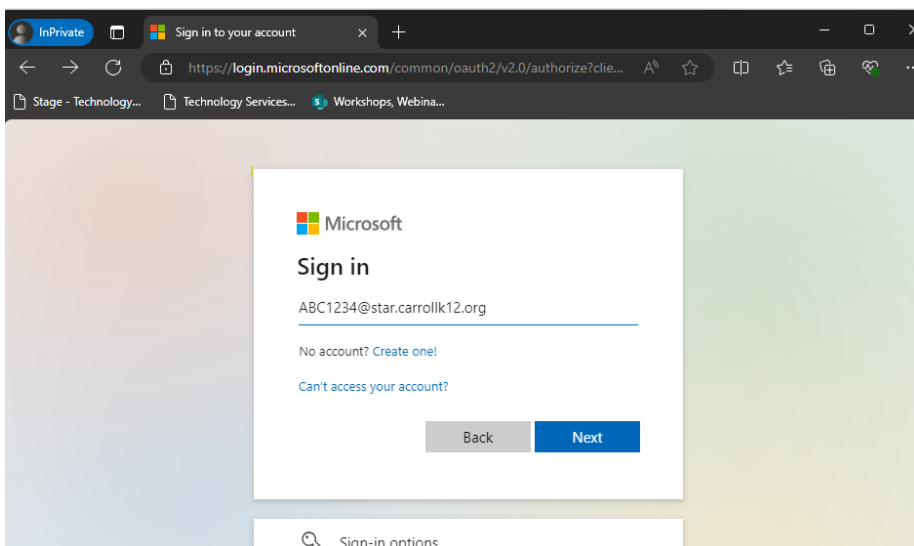 InPrivate
Sign in to your account
https://login.microsoftonline.com/common/oauth2/v2.0/authorize?clie...
Stage - Technology... Technology Services... Workshops, Webina...
Microsoft
Sign in
ABC1234@star.carrollk12.org
No account? Create one!
Can't access your account?
Back Next
Sign-in options